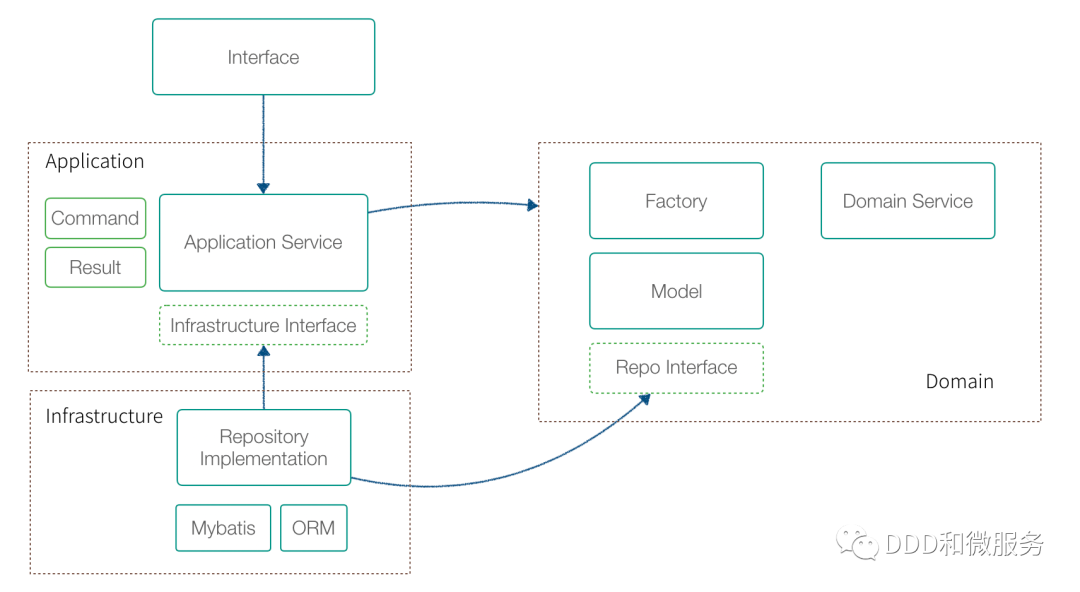 Interface
Application
Command
Result
Application Service
Infrastructure Interface
Factory
Domain Service
Model
Repo Interface
Domain
Infrastructure
Repository
Implementation
Mybatis
ORM
DDD和微服务